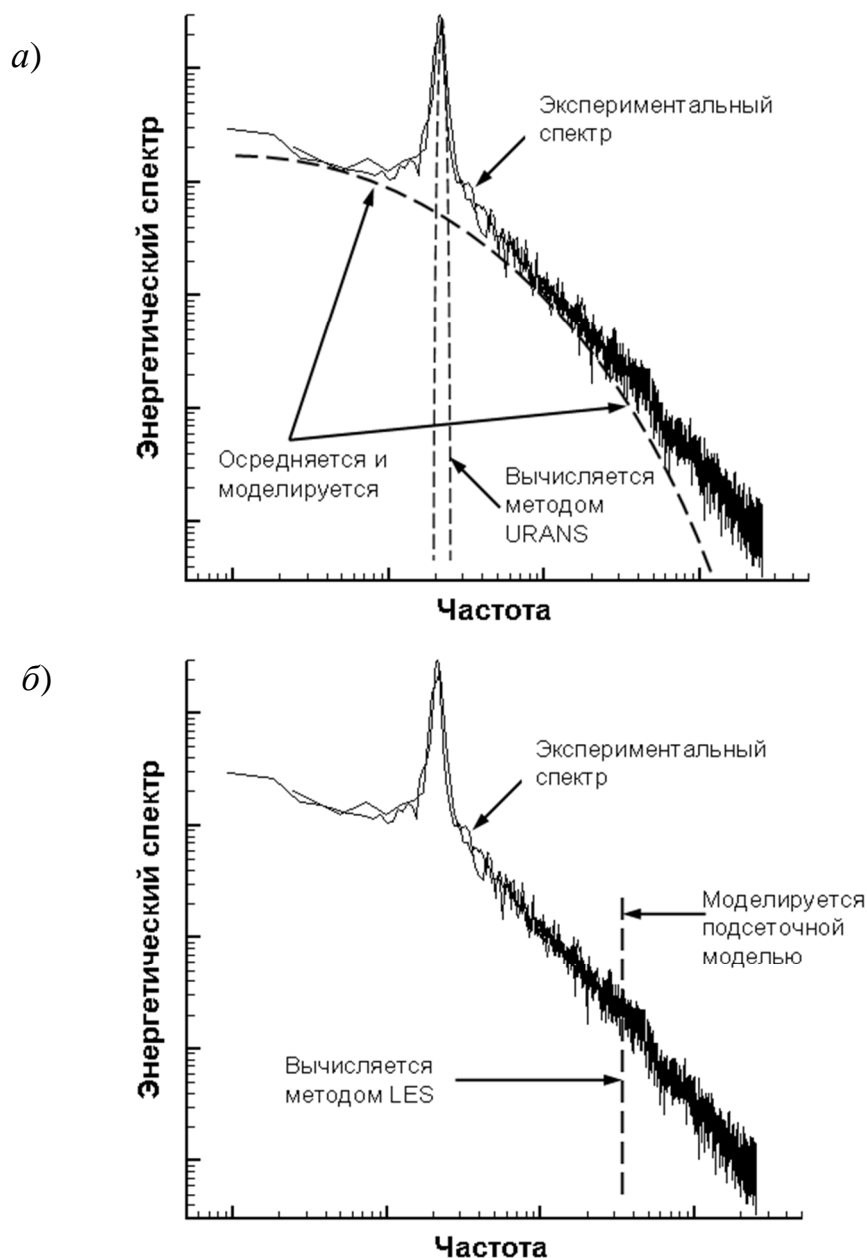 а)
Энергетический спектр
Экспериментальный
спектр
Осредняется и
моделируется
Вычисляется
методом
URANS
Частота
б)
Энергетический спектр
Экспериментальный
спектр
Моделируется
подсеточной
моделью
Вычисляется
методом LES
Частота